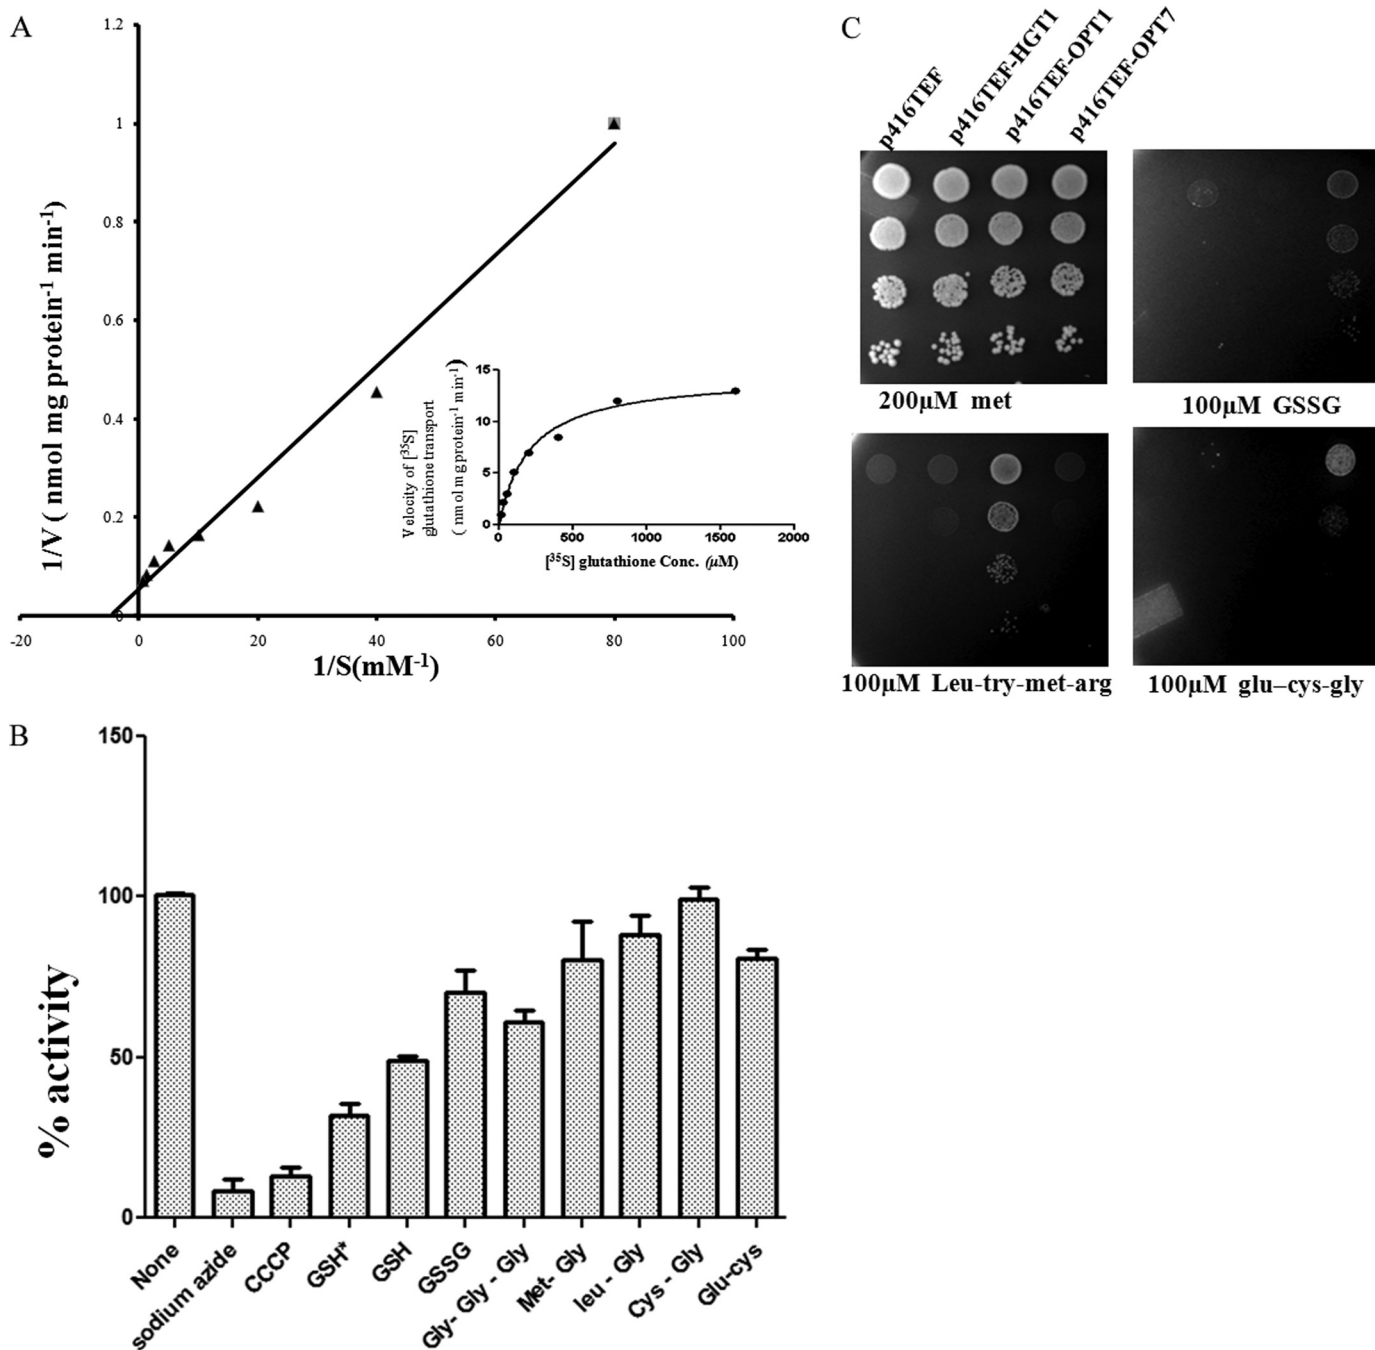 A
1.2
1
0.8
0.6
0.4
0.2
0
-20
0
20
40
60
80
100
1/V ( nmol mg protein-1 min-1)
1/S(mM-1)
15
10
5
0
0
500
1000
1500
2000
Velocity of [35S]
glutathione transport
( nmol mg protein-1 min-1)
[35S] glutathione Conc. (µM)
C
p416TEF
p416TEF-HGT1
p416TEF-OPT1
p416TEF-OPT7
200µM met
100µM GSSG
100µM Leu-try-met-arg
100µM glu–cys-gly
B
150
100
50
0
% activity
None
sodium azide
CCCP
GSH*
GSH
GSSG
Gly- Gly - Gly
Met- Gly
leu - Gly
Cys - Gly
Glu-cys